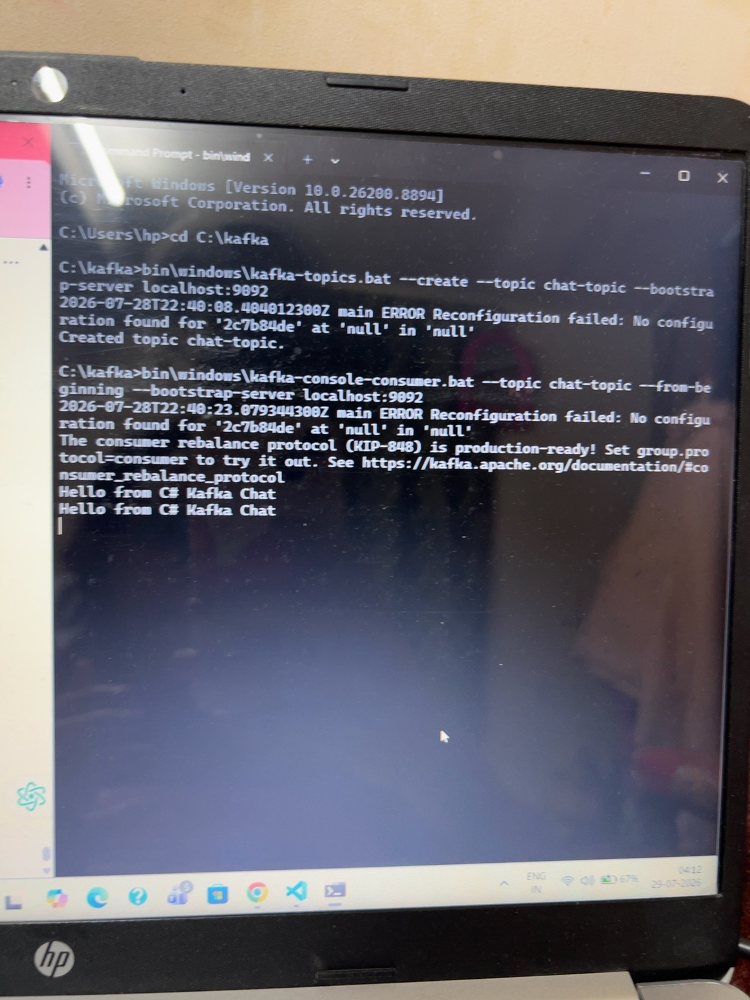 mmand Prompt - bin\wind
Microsoft Windows [Version 10.0.26200.8894]
(c) Microsoft Corporation. All rights reserved.
C:\Users\hp>cd C:\kafka
C:\kafka>bin\windows\kafka-topics.bat --create --topic chat-topic --bootstra
p-server localhost:9092
2026-07-28T22:40:08.404012300Z main ERROR Reconfiguration failed: No configu
ration found for '2c7b84de' at 'null' in 'null'
Created topic chat-topic.
C:\kafka>bin\windows\kafka-console-consumer.bat --topic chat-topic --from-be
ginning --bootstrap-server localhost:9092
2026-07-28T22:40:23.079344300Z main ERROR Reconfiguration failed: No configu
ration found for '2c7b84de' at 'null' in 'null'
The consumer rebalance protocol (KIP-848) is production-ready! Set group.pro
tocol=consumer to try it out. See https://kafka.apache.org/documentation/#co
nsumer_rebalance_protocol
Hello from C# Kafka Chat
Hello from C# Kafka Chat
ENG
IN
67%
04:12
29-07-2026
hp